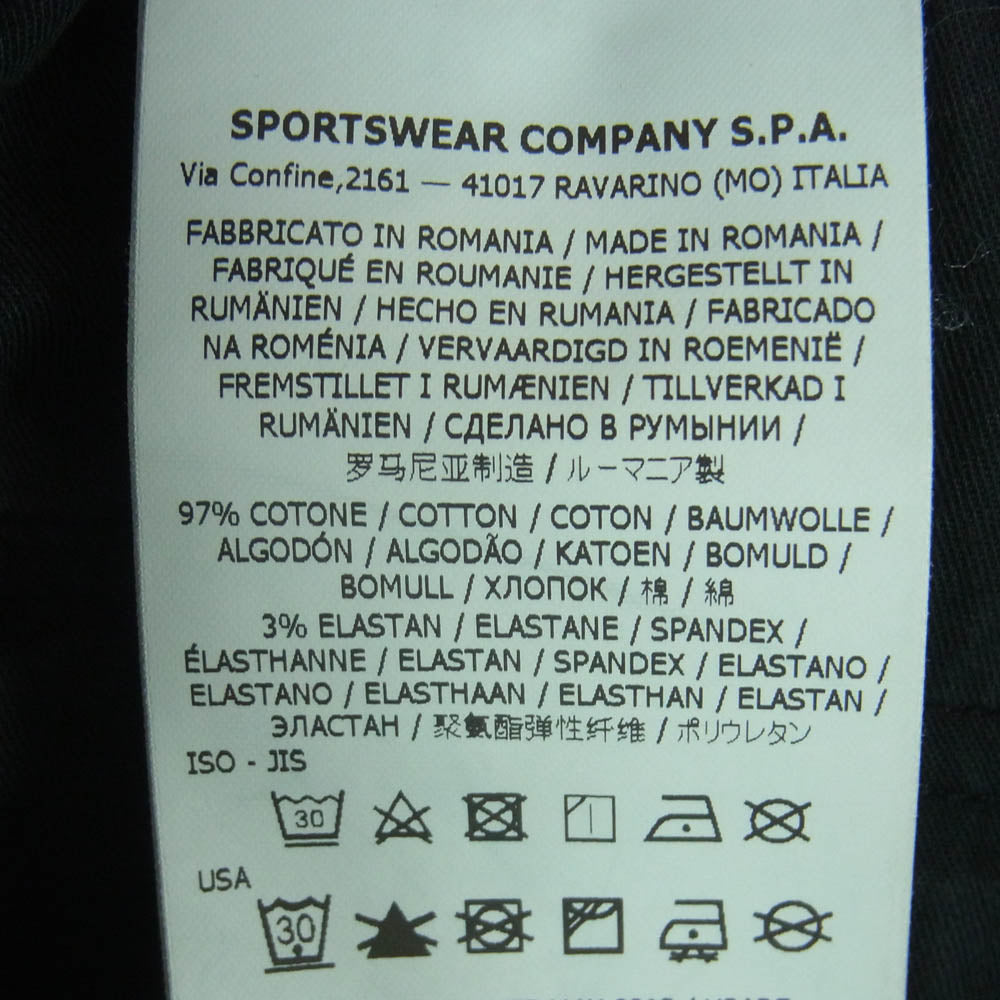 SPORTSWEAR COMPANY S.P.A.
Via Confine,2161 — 41017 RAVARINO (MO) ITALIA
FABBRICATO IN ROMANIA / MADE IN ROMANIA /
FABRIQUÉ EN ROUMANIE / HERGESTELLT IN
RUMÄNIEN / HECHO EN RUMANIA / FABRICADO
NA ROMÉNIA / VERVAARDIGD IN ROEMENIË /
FREMSTILLET I RUMÆNIEN / TILLVERKAD I
RUMÄNIEN / СДЕЛАНО В РУМЫНИИ /
罗马尼亚制造 / ルーマニア製
97% COTONE / COTTON / COTON / BAUMWOLLE /
ALGODÓN / ALGODÃO / KATOEN / BOMULD /
BOMULL / ХЛОПОК / 棉 / 綿
3% ELASTAN / ELASTANE / SPANDEX /
ÉLASTHANNE / ELASTAN / SPANDEX / ELASTANO /
ELASTANO / ELASTHAAN / ELASTHAN / ELASTAN /
ЭЛАСТАН / 聚氨酯弹性纤维 / ポリウレタン
ISO - JIS
30
USA
30